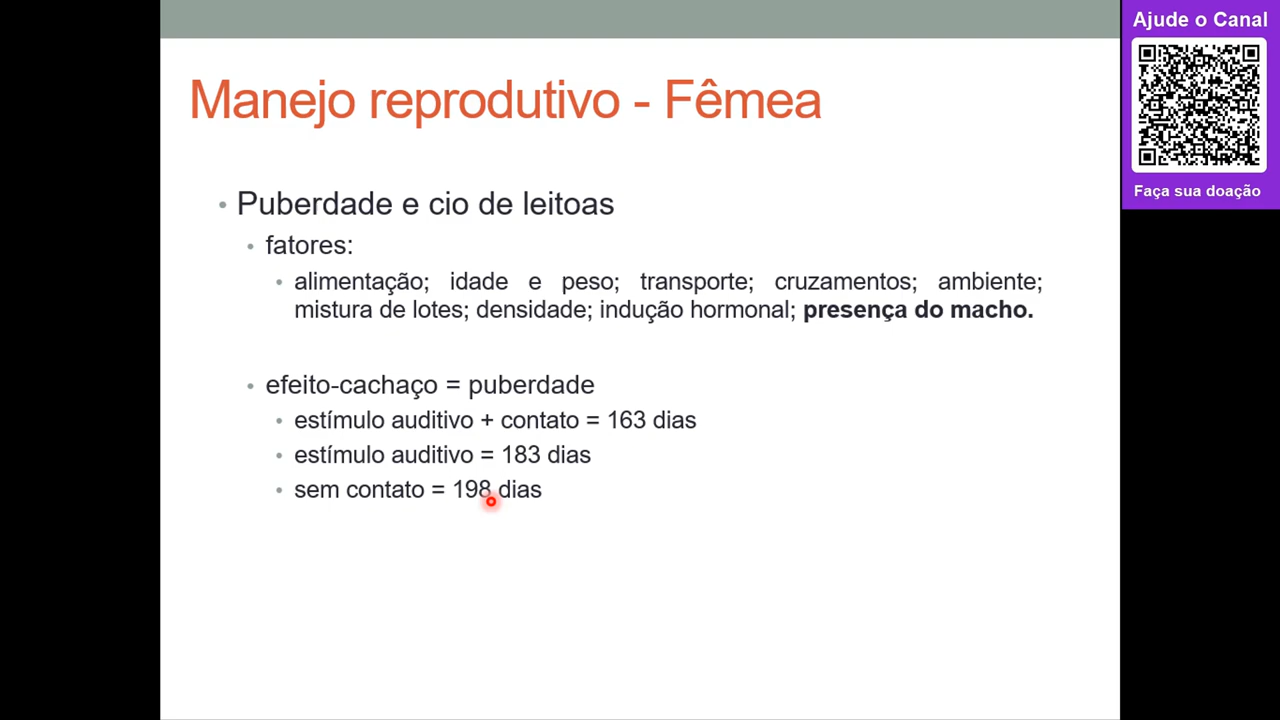 Manejo reprodutivo - Fêmea
• Puberdade e cio de leitoas
• fatores:
• alimentação; idade e peso; transporte; cruzamentos; ambiente;
mistura de lotes; densidade; indução hormonal; presença do macho.
• efeito-cachaço = puberdade
• estímulo auditivo + contato = 163 dias
• estímulo auditivo = 183 dias
• sem contato = 198 dias
Ajude o Canal
Faça sua doação